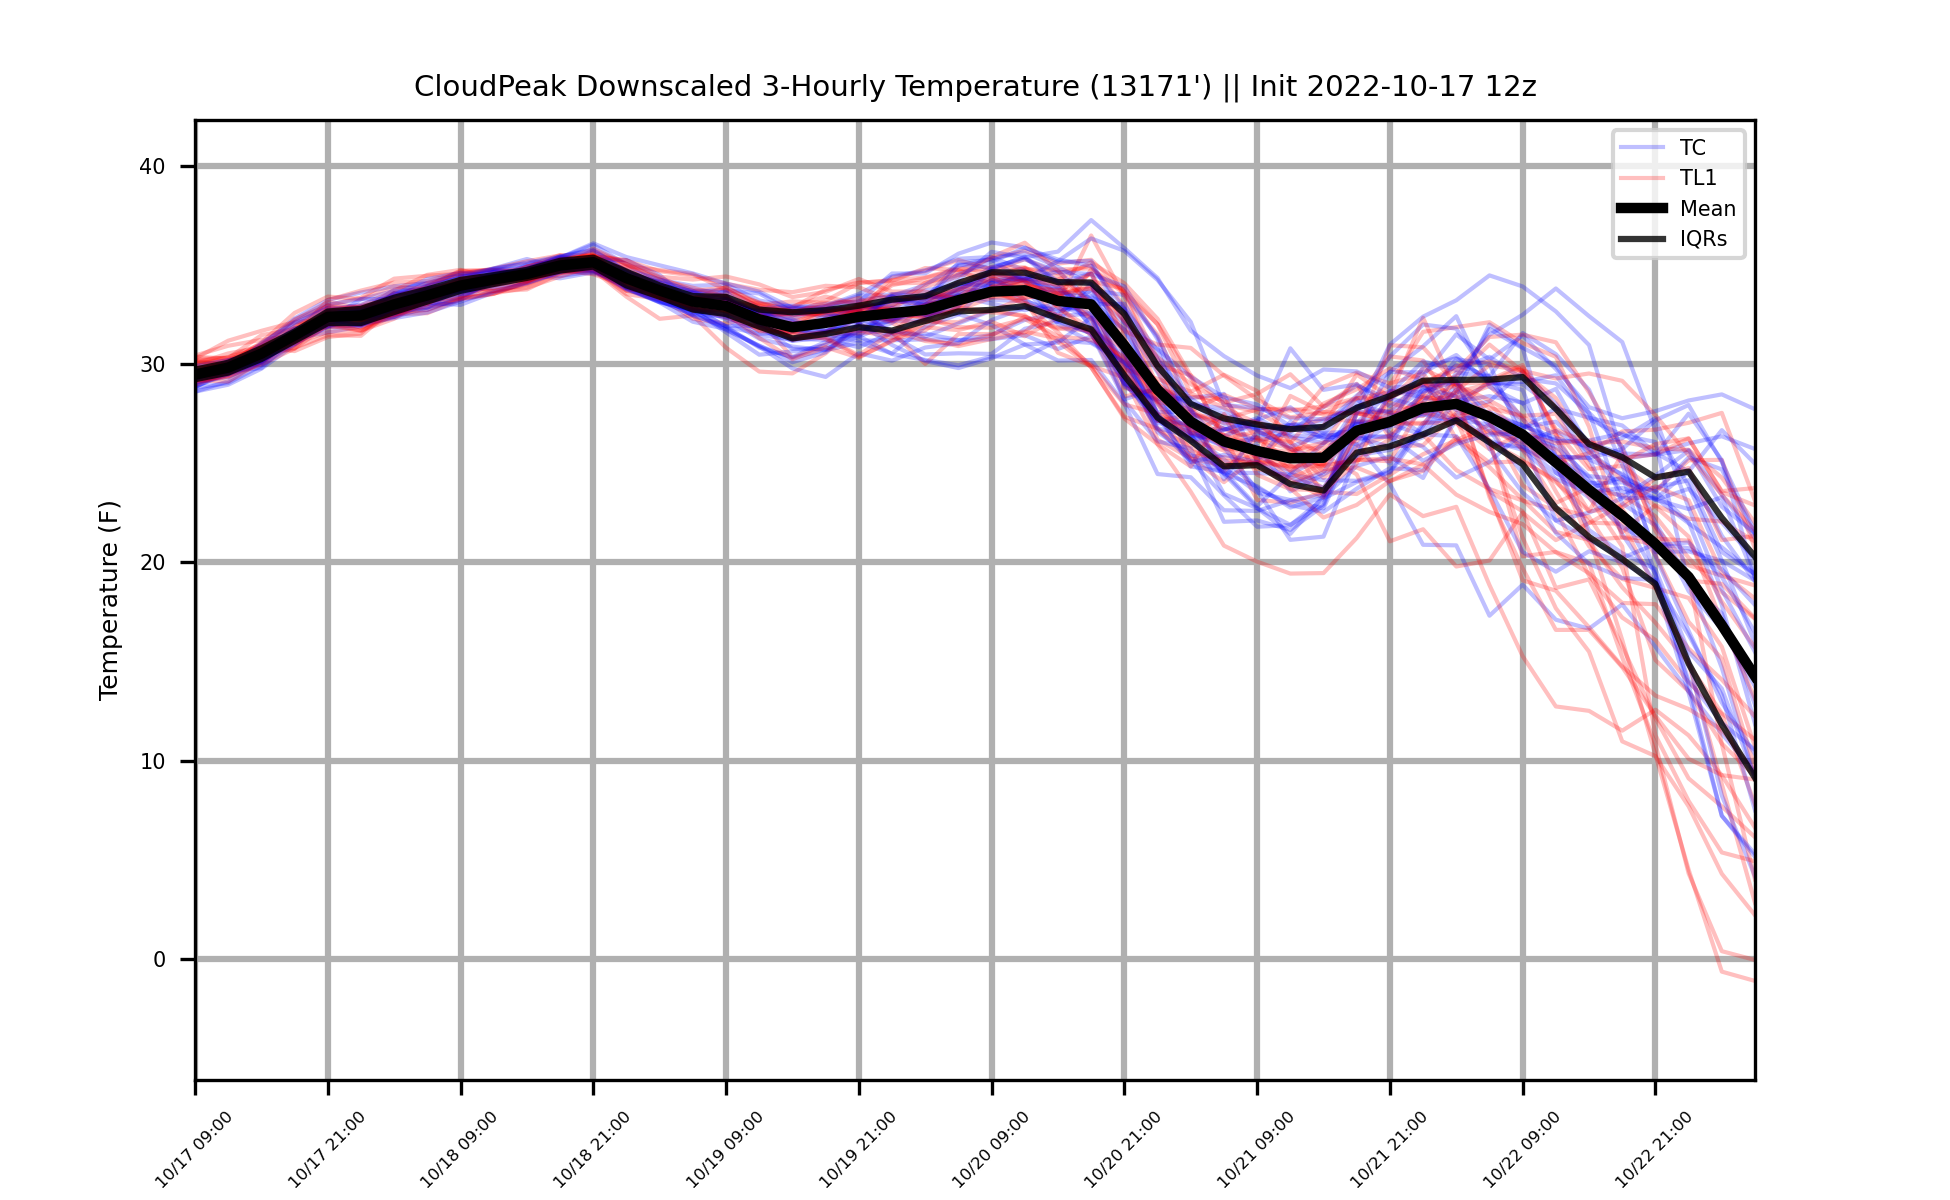 CloudPeak Downscaled 3-Hourly Temperature (13171') || Init 2022-10-17 12z
TC
TL1
Mean
IQRs
Temperature (F)
40
30
20
10
0
10/17 09:00
10/17 21:00
10/18 09:00
10/18 21:00
10/19 09:00
10/19 21:00
10/20 09:00
10/20 21:00
10/21 09:00
10/21 21:00
10/22 09:00
10/22 21:00